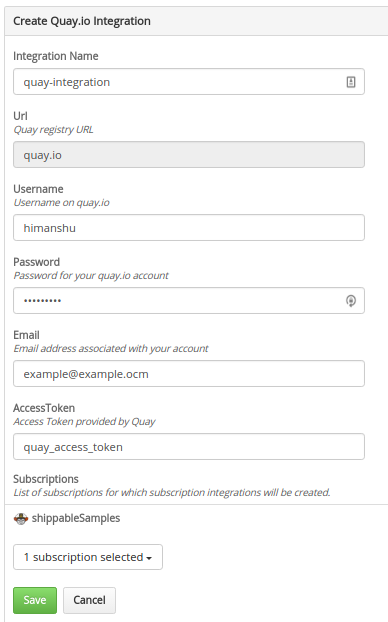 Create Quay.io Integration
Integration Name
quay-integration
Url
Quay registry URL
quay.io
Username
Username on quay.io
himanshu
Password
Password for your quay.io account
•••••••••
Email
Email address associated with your account
example@example.ocm
AccessToken
Access Token provided by Quay
quay_access_token
Subscriptions
List of subscriptions for which subscription integrations will be created.
shippableSamples
1 subscription selected
Save Cancel